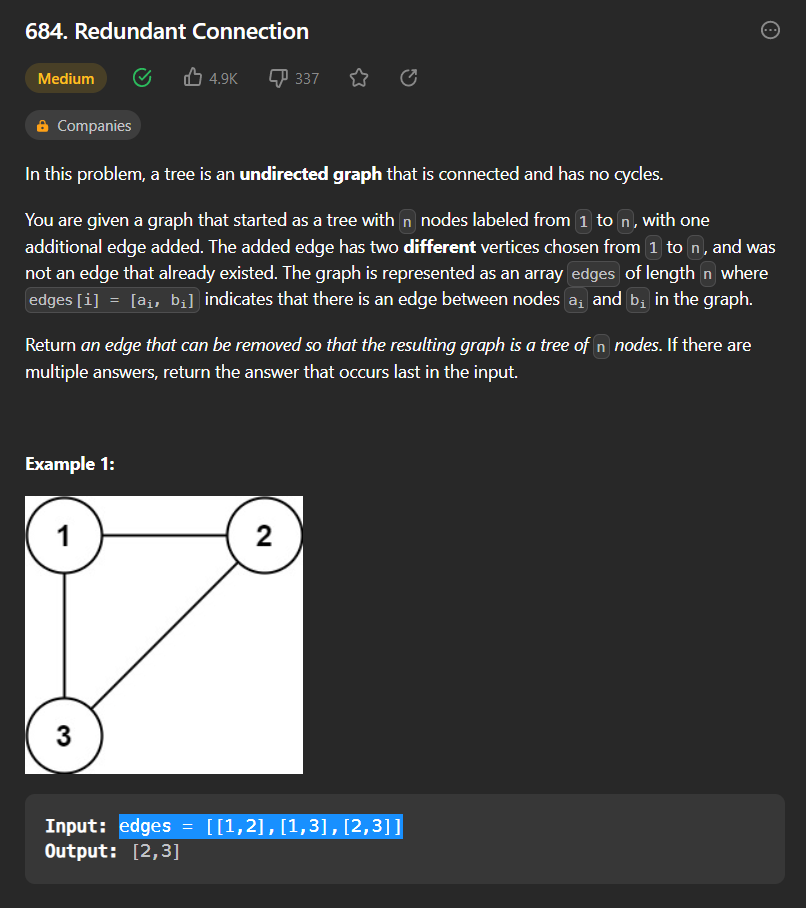 684. Redundant Connection
Medium 4.9K 337
Companies
In this problem, a tree is an undirected graph that is connected and has no cycles.
You are given a graph that started as a tree with n nodes labeled from 1 to n, with one
additional edge added. The added edge has two different vertices chosen from 1 to n, and was
not an edge that already existed. The graph is represented as an array edges of length n where
edges[i] = [aᵢ, bᵢ] indicates that there is an edge between nodes aᵢ and bᵢ in the graph.
Return an edge that can be removed so that the resulting graph is a tree of n nodes. If there are
multiple answers, return the answer that occurs last in the input.
Example 1:
1 2
3
Input: edges = [[1,2],[1,3],[2,3]]
Output: [2,3]